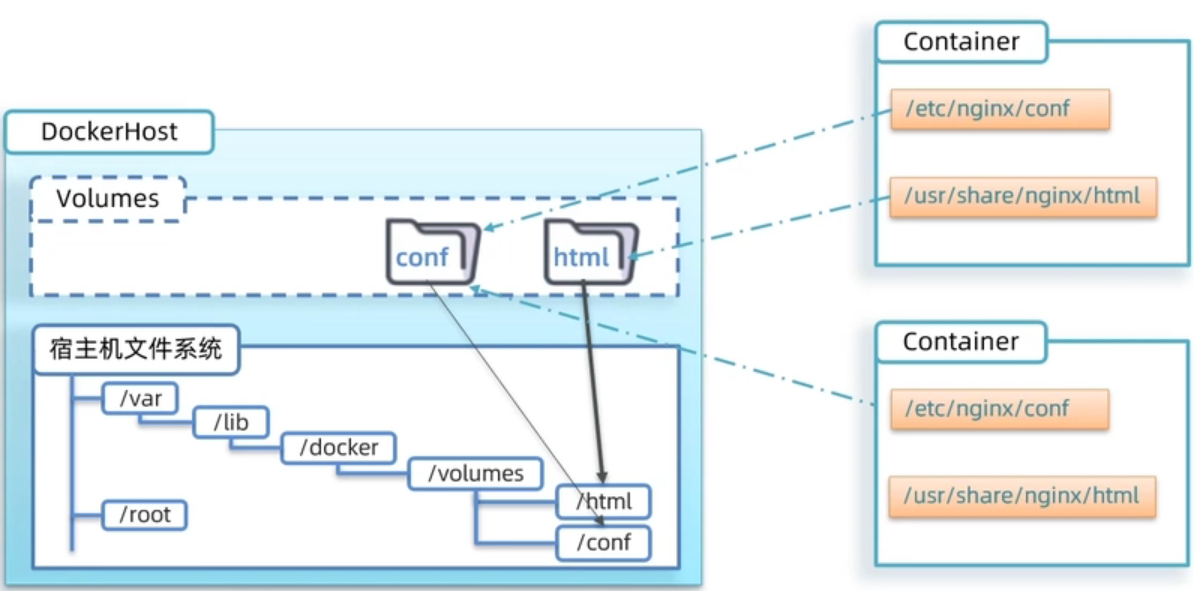 DockerHost
Volumes
conf
html
宿主机文件系统
/var
/lib
/docker
/volumes
/html
/root
/conf
Container
/etc/nginx/conf
/usr/share/nginx/html
Container
/etc/nginx/conf
/usr/share/nginx/html